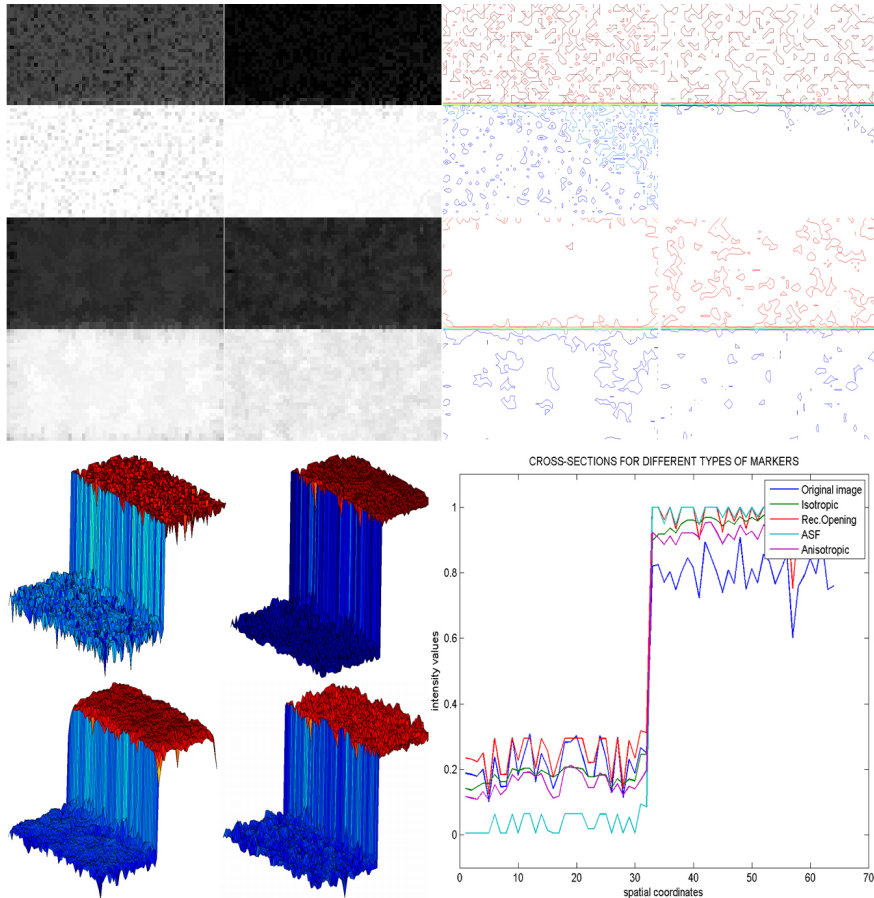 CROSS-SECTIONS FOR DIFFERENT TYPES OF MARKERS
Original image
Isotropic
Rec.Opening
ASF
Anisotropic
1
0.8
0.6
0.4
0.2
0
intensity values
0 10 20 30 40 50 60 70
spatial coordinates